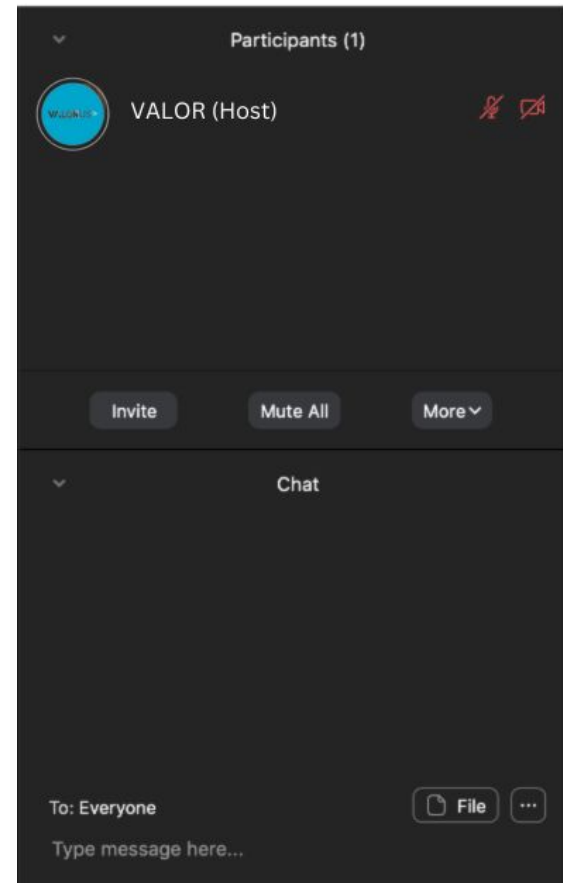 Participants (1)
VALOR (Host)
Invite
Mute All
More
Chat
To: Everyone
File
Type message here...